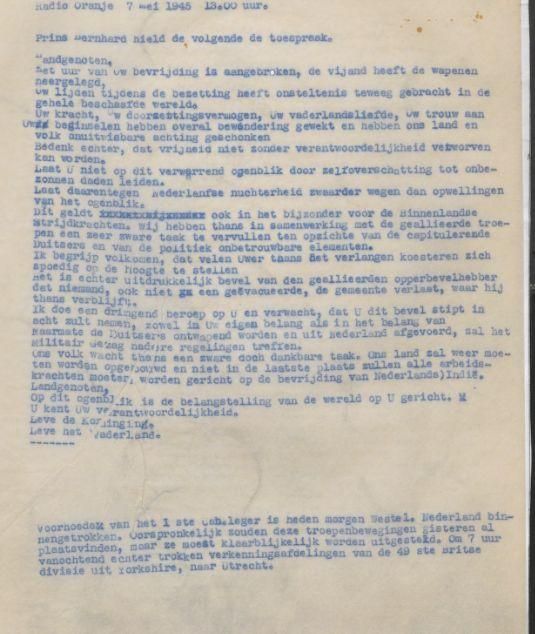 Radio Oranje 7 mei 1945 13.00 uur.
Prins Bernhard hield de volgende de toespraak.
Landgenoten,
Het uur van Uw bevrijding is aangebroken, de vijand heeft de wapenen
neergelegd,
Uw lijden tijdens de bezetting heeft onsteltenis teweeg gebracht in de
gehele beschaafde wereld.
Uw kracht, Uw doorzettingsvermogen, Uw vaderlandsliefde, Uw trouw aan
Uwe beginselen hebben overal bewondering gewekt en hebben ons land en
volk onuitwisbare achting geschonken
Bedenk echter, dat vrijheid niet zonder verantwoordelijkheid verworven
kan worden.
Laat U niet op dit verwarrend ogenblik door zelfoverschatting tot onbe-
zonnen daden leiden.
Laat daarentegen Nederlanfse nuchterheid zwaarder wegen dan opwellingen
van het ogenblik.
Dit geldt ook in het bijzonder voor de Binnenlandse
Strijdkrachten. Wij hebben thans in samenwerking met de geallieerde troe-
pen een zeer zware taak te vervullen ten opzichte van de capitulerende
Duitsers en van de politiek onbetrouwbare elementen.
Ik begrijp volkomen, dat velen Uwer thans het verlangen koesteren zich
spoedig op de hoogte te stellen
Het is echter uitdrukkelijk bevel van den geallieerden opperbevelhebber
dat niemand, ook niet een geëvacueerde, de gemeente verlaat, waar hij
thans verblijft.
Ik doe een dringend beroep op U en verwacht, dat U dit bevel stipt in
acht zult nemen, zowel in Uw eigen belang als in het belang van
Naarmate de Duitsers ontwapend worden en uit Nederland afgevoerd, zal het
Militair Gezag nadere regelingen treffen.
Ons volk wacht thans een zware doch dankbare taak. Ons land zal weer moe-
ten worden opgebouwd en niet in de laatste plaats zullen alle arbeids-
krachten moeten worden gericht op de bevrijding van Nederlands)Indië.
Landgenoten,
Op dit ogenblik is de belangstelling van de wereld op U gericht.
U kent Uw verantwoordelijkheid.
Leve de Koninging.
Leve het Vaderland.
-------
Voorhoeden van het 1 ste Can.leger is heden morgen Westel. Nederland bin-
nengetrokken. Oorspronkelijk zouden deze troepenbewegingen gisteren al
plaatsvinden, maar ze moest klaarblijkelijk worden uitgesteld. Om 7 uur
vanochtend echter trokken verkenningsafdelingen van de 49 ste Britse
divisie uit Yorkshire, naar Utrecht.